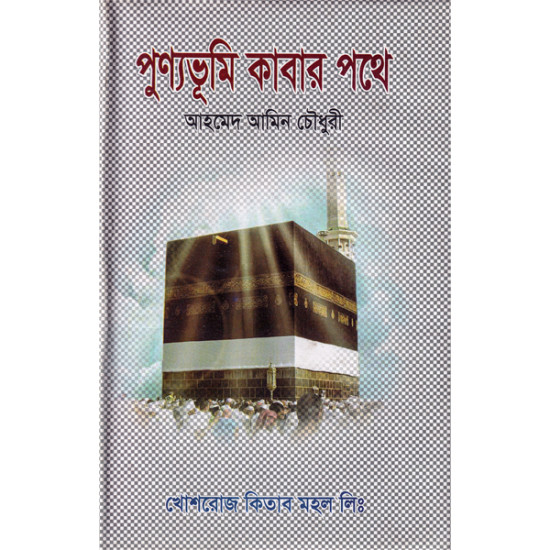 পুণ্যভূমি কাবার পথে
আহমেদ আমিন চৌধুরী
খোশরোজ কিতাব মহল লিঃ